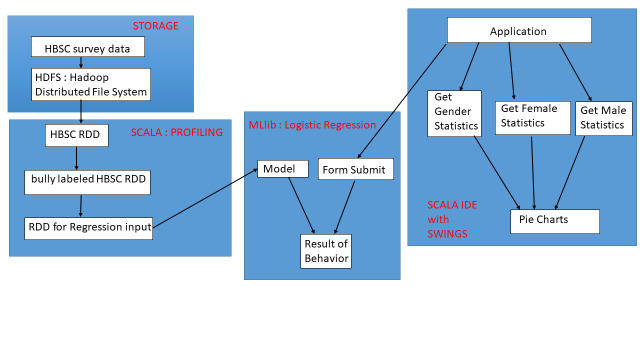 STORAGE
HBSC survey data
HDFS : Hadoop
Distributed File System
SCALA : PROFILING
HBSC RDD
bully labeled HBSC RDD
RDD for Regression input
MLlib : Logistic Regression
Model
Form Submit
Result of
Behavior
Application
Get
Gender
Statistics
Get Female
Statistics
Get Male
Statistics
SCALA IDE
with
SWINGS
Pie Charts